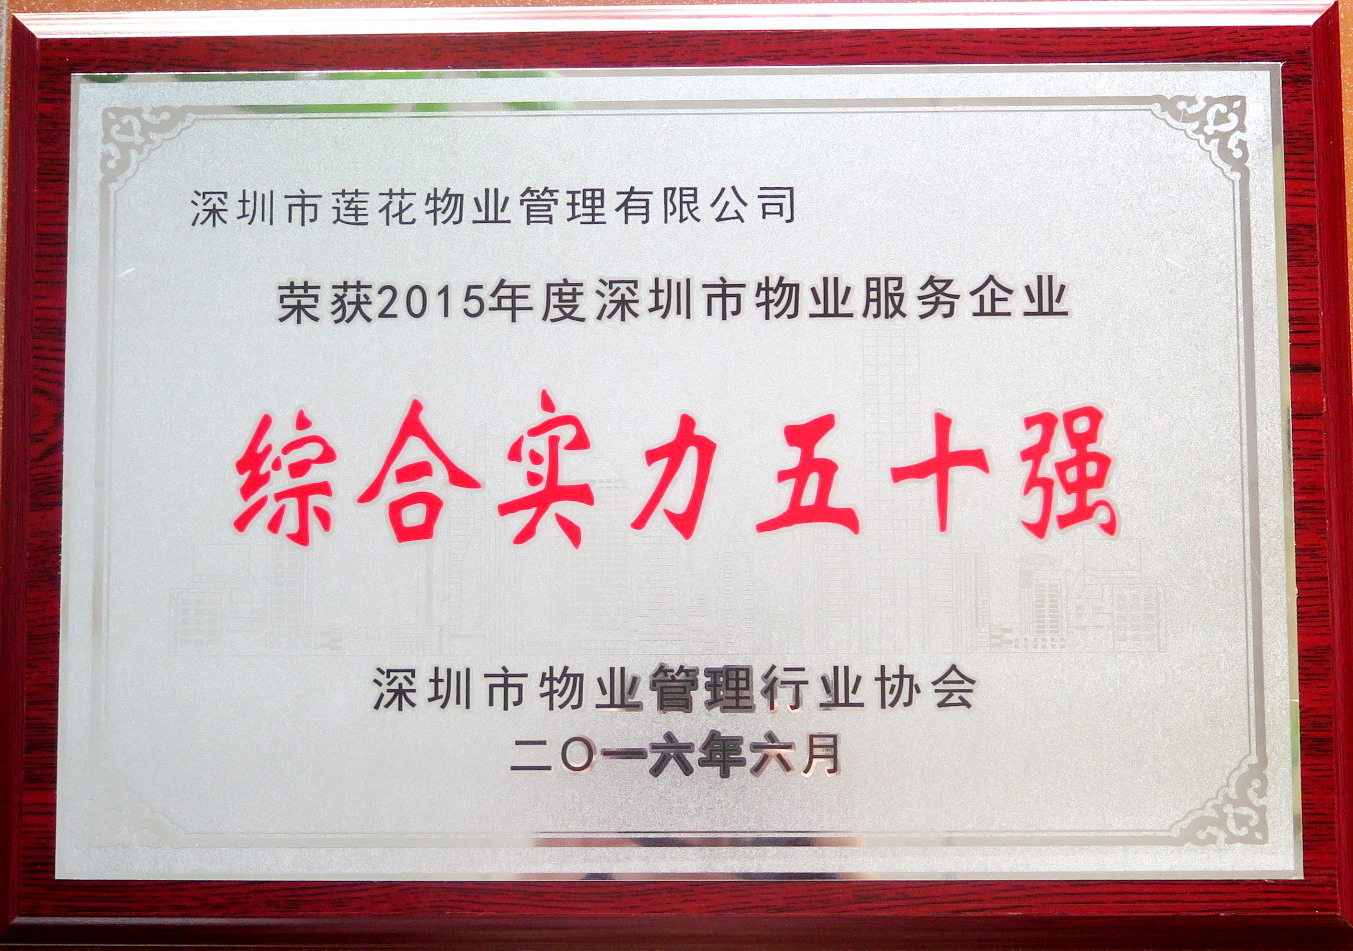 深圳市莲花物业管理有限公司
荣获2015年度深圳市物业服务企业
综合实力五十强
深圳市物业管理行业协会
二〇一六年六月